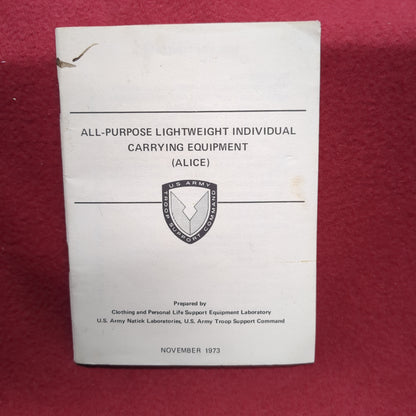 ALL-PURPOSE LIGHTWEIGHT INDIVIDUAL
CARRYING EQUIPMENT
(ALICE)
U S ARMY
TROOP SUPPORT COMMAND
Prepared by
Clothing and Personal Life Support Equipment Laboratory
U.S. Army Natick Laboratories, U.S. Army Troop Support Command
NOVEMBER 1973